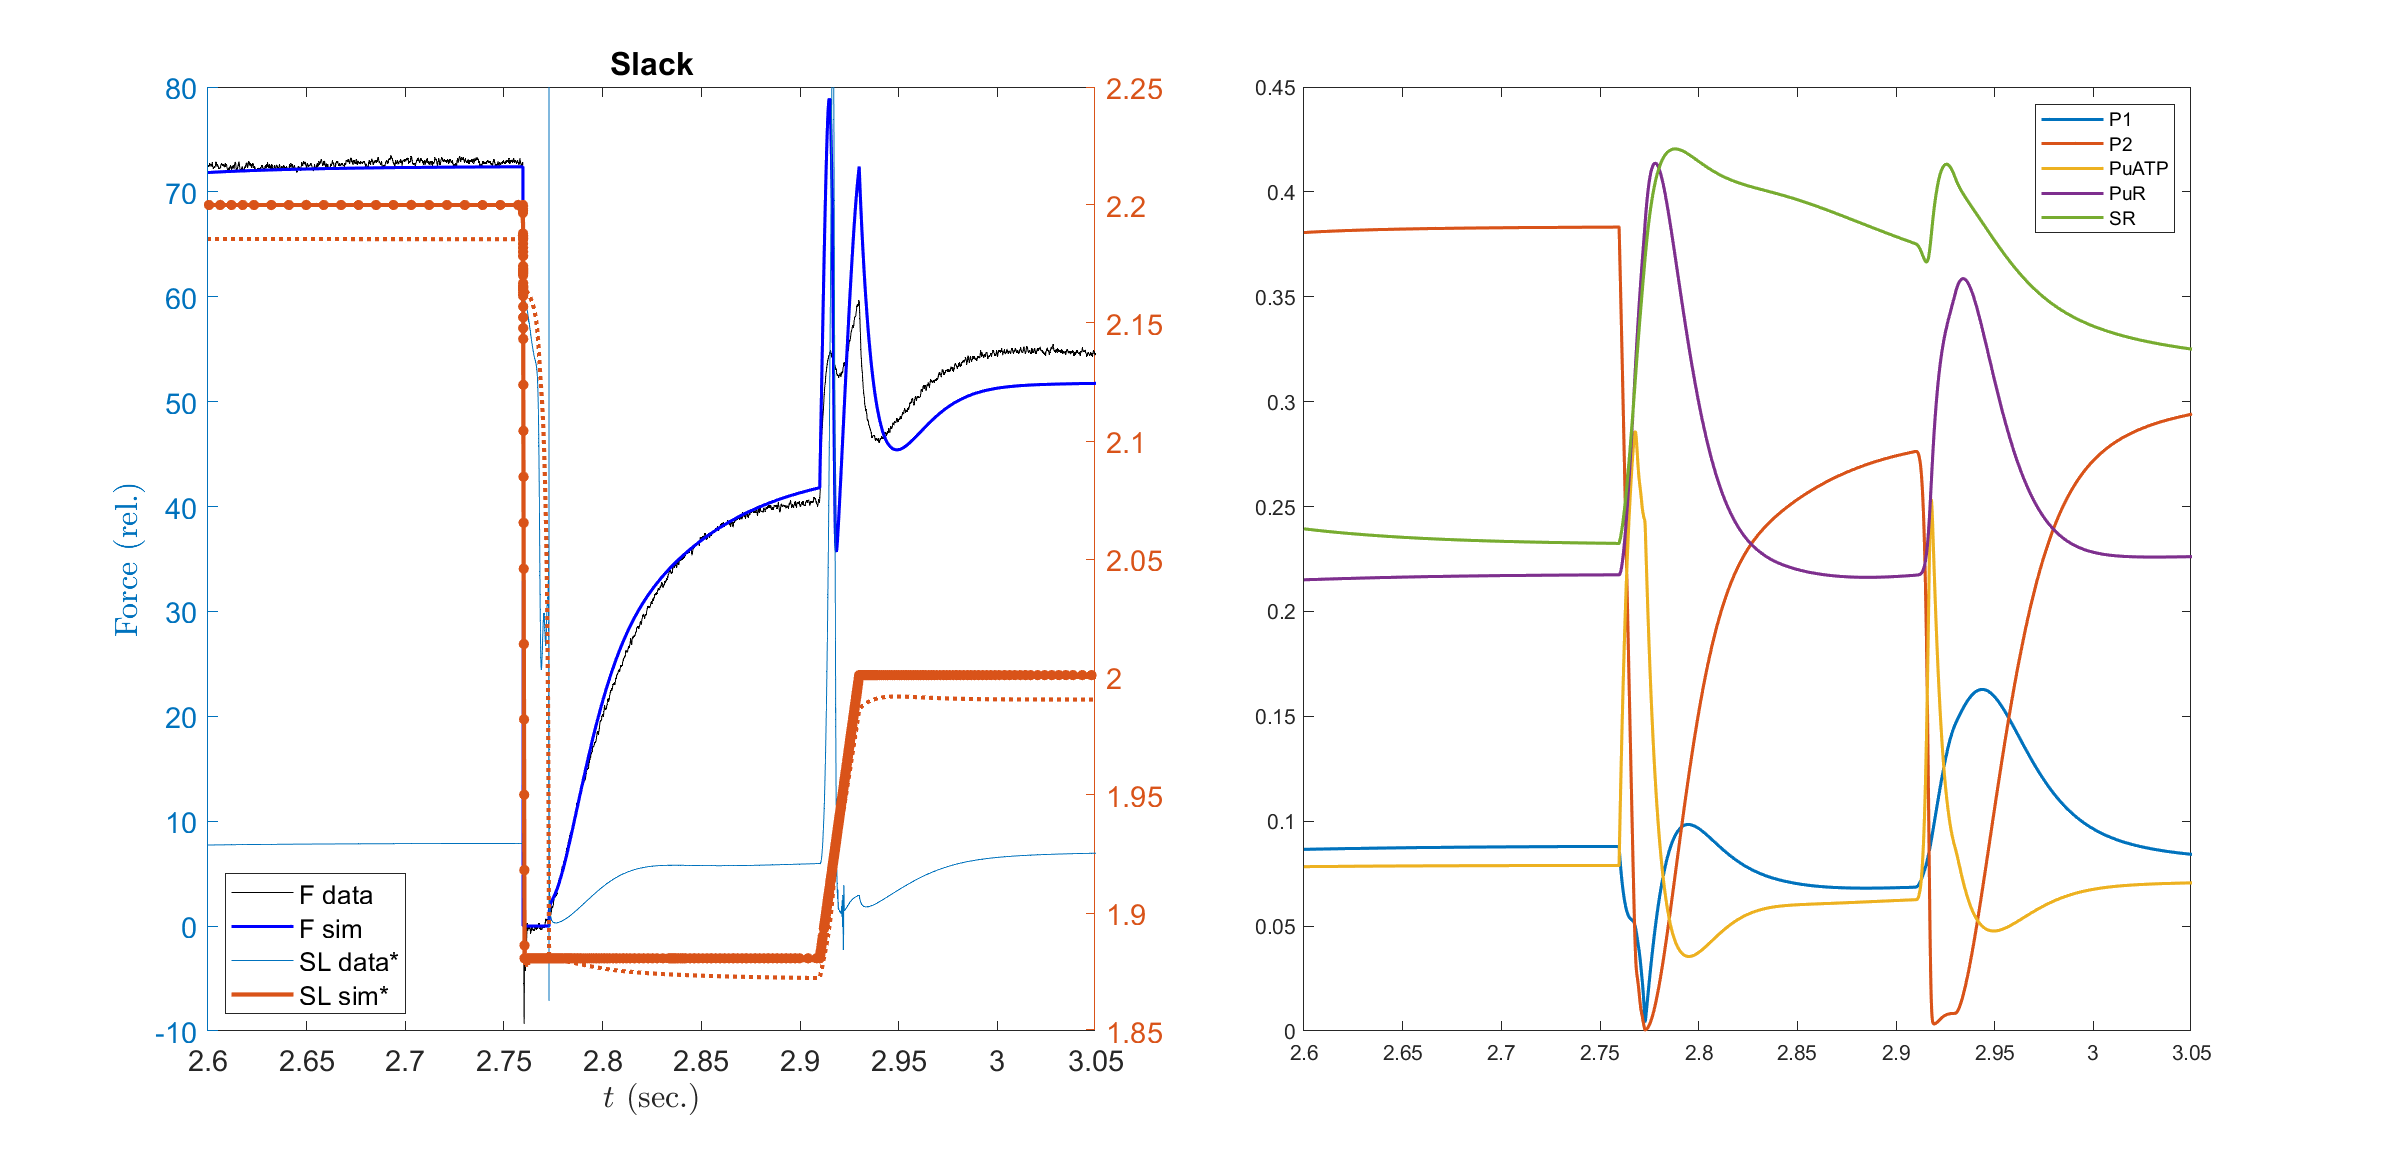 Slack
80
70
60
50
40
30
20
10
0
-10
Force (rel.)
2.25
2.2
2.15
2.1
2.05
2
1.95
1.9
1.85
2.6 2.65 2.7 2.75 2.8 2.85 2.9 2.95 3 3.05
t (sec.)
F data
F sim
SL data*
SL sim*
0.45
0.4
0.35
0.3
0.25
0.2
0.15
0.1
0.05
0
2.6 2.65 2.7 2.75 2.8 2.85 2.9 2.95 3 3.05
P1
P2
PuATP
PuR
SR